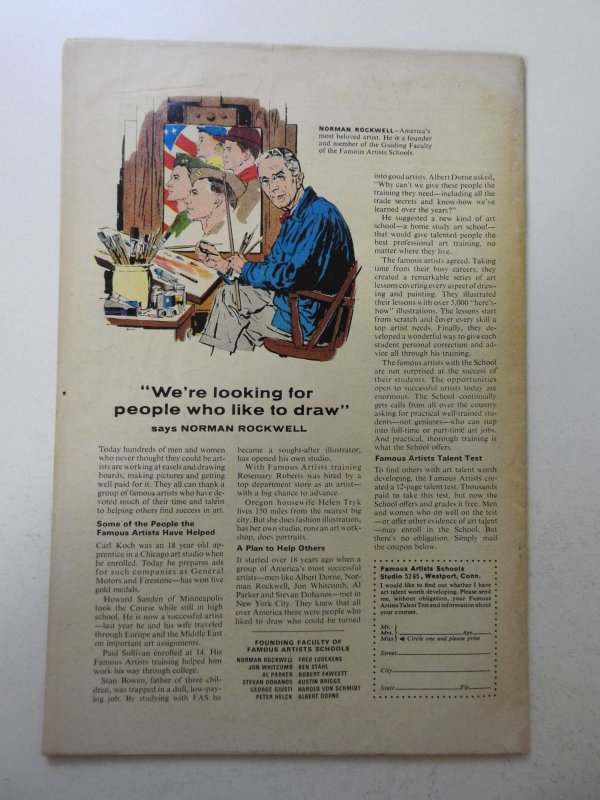 NORMAN ROCKWELL—America's
most beloved artist. He is a founder
and member of the Guiding Faculty
of the Famous Artists Schools.
"We're looking for
people who like to draw"
says NORMAN ROCKWELL
Today hundreds of men and women
who never thought they could be art-
ists are working at easels and drawing
boards, making pictures and getting
well paid for it. They all can thank a
group of famous artists who have de-
voted much of their time and talent
to helping others find success in art.
Some of the People the
Famous Artists Have Helped
Carl Koch was an 18 year old ap-
prentice in a Chicago art studio when
he enrolled. Today he prepares ads
for such companies as General
Motors and Firestone—has won five
gold medals.
Howard Sanden of Minneapolis
took the Course while still in high
school. He is now a successful artist
—last year he and his wife traveled
through Europe and the Middle East
on important art assignments.
Paul Sullivan enrolled at 14. His
Famous Artists training helped him
work his way through college.
Stan Bowen, father of three chil-
dren, was trapped in a dull, low-pay-
ing job. By studying with FAS he
became a sought-after illustrator,
has opened his own studio.
With Famous Artists training
Rosemary Roberts was hired by a
top department store as an artist—
with a big chance to advance.
Oregon housewife Helen Tryk
lives 150 miles from the nearest big
city. But she does fashion illustration,
has her own studio, runs an art work-
shop, does portraits.
A Plan to Help Others
It started over 18 years ago when a
group of America's most successful
artists—men like Albert Dorne, Nor-
man Rockwell, Jon Whitcomb, Al
Parker and Stevan Dohanos—met in
New York City. They knew that all
over America there were people who
liked to draw who could be turned
FOUNDING FACULTY OF
FAMOUS ARTISTS SCHOOLS
NORMAN ROCKWELL FRED LUDEKENS
JON WHITCOMB BEN STAHL
AL PARKER ROBERT FAWCETT
STEVAN DOHANOS AUSTIN BRIGGS
GEORGE GIUSTI HAROLD VON SCHMIDT
PETER HELCK ALBERT DORNE
into good artists. Albert Dorne asked,
"Why can't we give these people the
training they need—including all the
trade secrets and know-how we've
learned over the years?"
He suggested a new kind of art
school—a home study art school—
that would give talented people the
best professional art training, no
matter where they live.
The famous artists agreed. Taking
time from their busy careers, they
created a remarkable series of art
lessons covering every aspect of draw-
ing and painting. They illustrated
their lessons with over 5,000 "here's-
how" illustrations. The lessons start
from scratch and cover every skill a
top artist needs. Finally, they de-
veloped a wonderful way to give each
student personal correction and ad-
vice all through his training.
The famous artists with the School
are not surprised at the success of
their students. The opportunities
open to successful artists today are
enormous. The School continually
gets calls from all over the country
asking for practical well-trained stu-
dents—not geniuses—who can step
into full-time or part-time art jobs.
And practical, thorough training is
what the School offers.
Famous Artists Talent Test
To find others with art talent worth
developing, the Famous Artists cre-
ated a 12-page talent test. Thousands
paid to take this test, but now the
School offers and grades it free. Men
and women who do well on the test
—or offer other evidence of art talent
—may enroll in the School. But
there's no obligation. Simply mail
the coupon below.
Famous Artists Schools
Studio 5265, Westport, Conn.
I would like to find out whether I have
art talent worth developing. Please send
me, without obligation, your Famous
Artists Talent Test and information about
your courses.
Mr.
Mrs. Age
Miss Circle one and please print
Street
City
State Zip